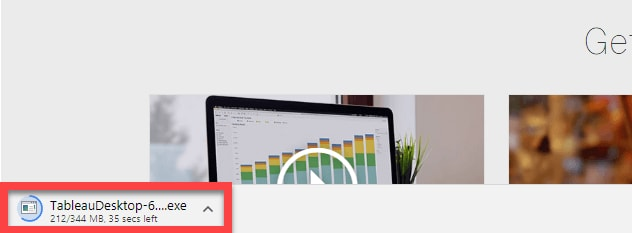 Get
TableauDesktop-6....exe
212/344 MB, 35 secs left